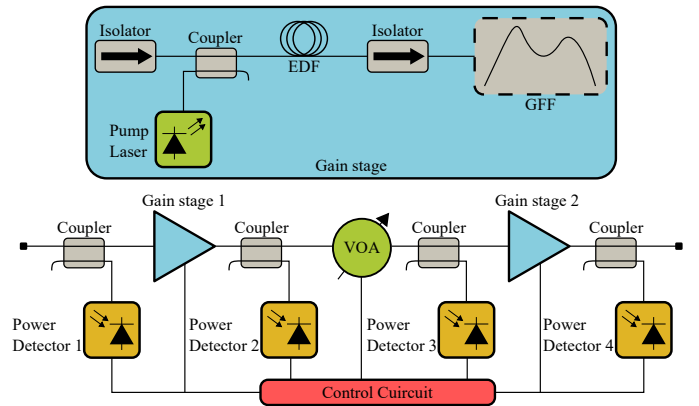 Isolator
Coupler
EDF
Isolator
GFF
Pump
Laser
Gain stage
Gain stage 1
Gain stage 2
Coupler
Coupler
VOA
Coupler
Coupler
Power
Detector 1
Power
Detector 2
Power
Detector 3
Power
Detector 4
Control Cuircuit